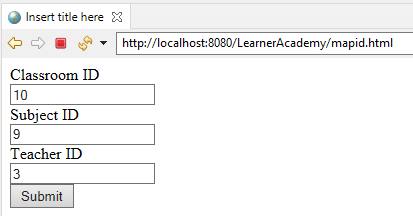 Insert title here
http://localhost:8080/LearnerAcademy/mapid.html
Classroom ID
10
Subject ID
9
Teacher ID
3
Submit